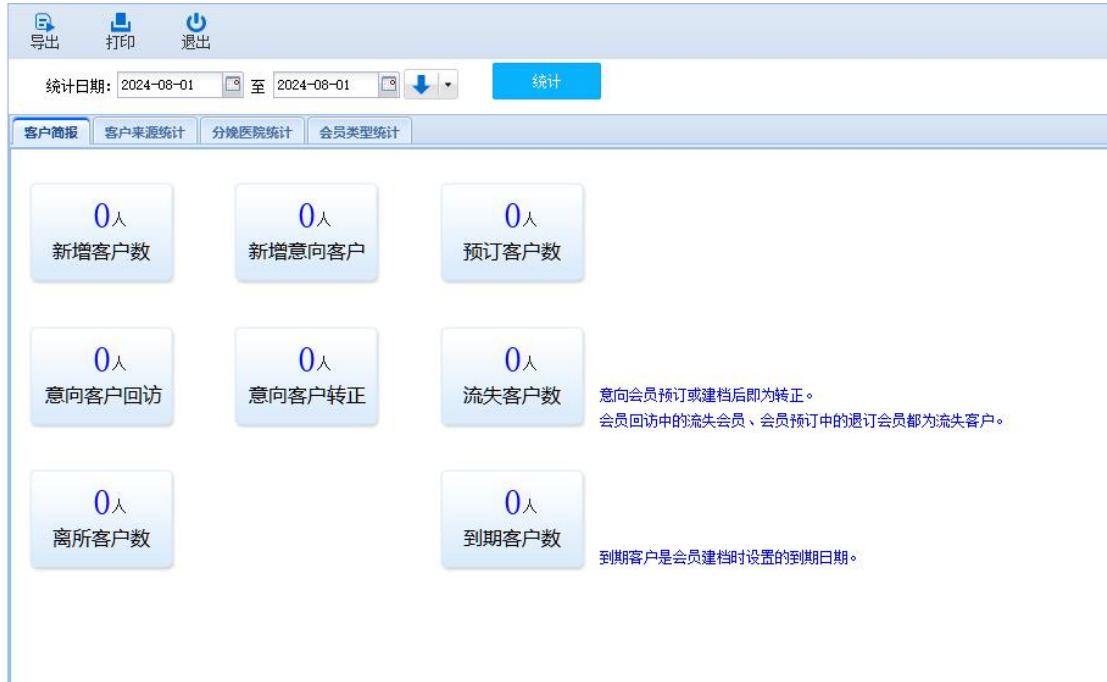 导出 打印 退出
统计日期: 2024-08-01 至 2024-08-01 统计
客户简报 客户来源统计 分娩医院统计 会员类型统计
0人 0人 0人
新增客户数 新增意向客户 预订客户数
0人 0人 0人
意向客户回访 意向客户转正 流失客户数
意向会员预订或建档后即为转正。
会员回访中的流失会员、会员预订中的退订会员都为流失客户。
0人 0人
离所客户数 到期客户数
到期客户是会员建档时设置的到期日期。